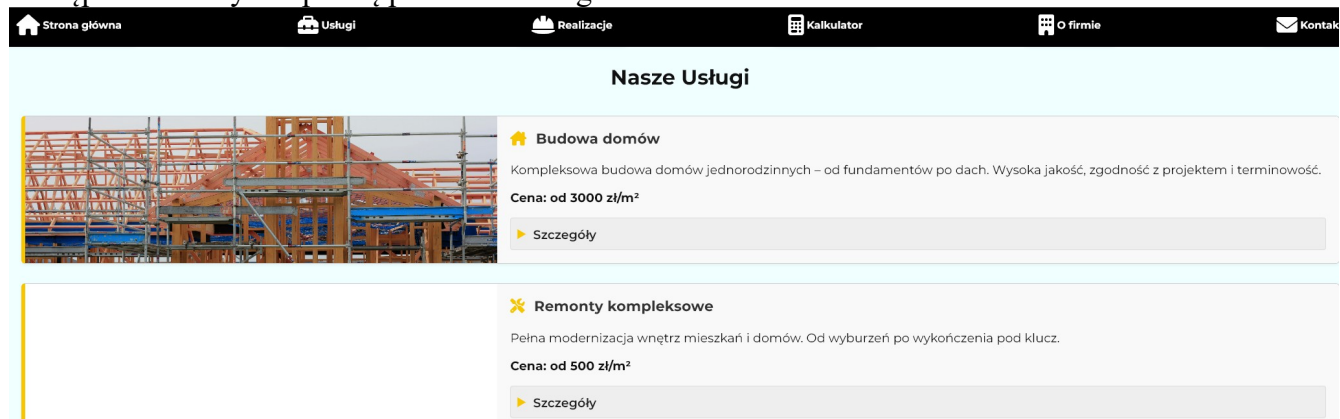 Strona główna Usługi Realizacje Kalkulator O firmie Kontak
Nasze Usługi
Budowa domów
Kompleksowa budowa domów jednorodzinnych – od fundamentów po dach. Wysoka jakość, zgodność z projektem i terminowość.
Cena: od 3000 zł/m²
Szczegóły
Remonty kompleksowe
Pełna modernizacja wnętrz mieszkań i domów. Od wyburzeń po wykończenia pod klucz.
Cena: od 500 zł/m²
Szczegóły